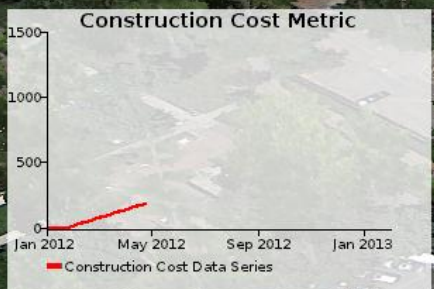 Construction Cost Metric
1500
1000
500
0
Jan 2012 May 2012 Sep 2012 Jan 2013
Construction Cost Data Series